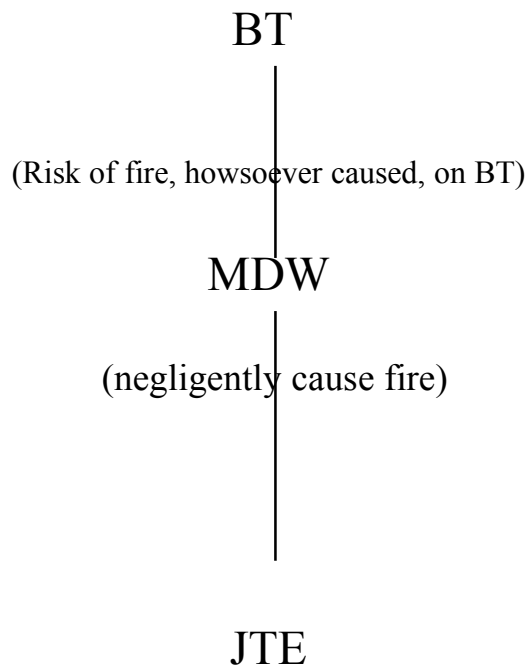 BT
(Risk of fire, howsoever caused, on BT)
MDW
(negligently cause fire)
JTE